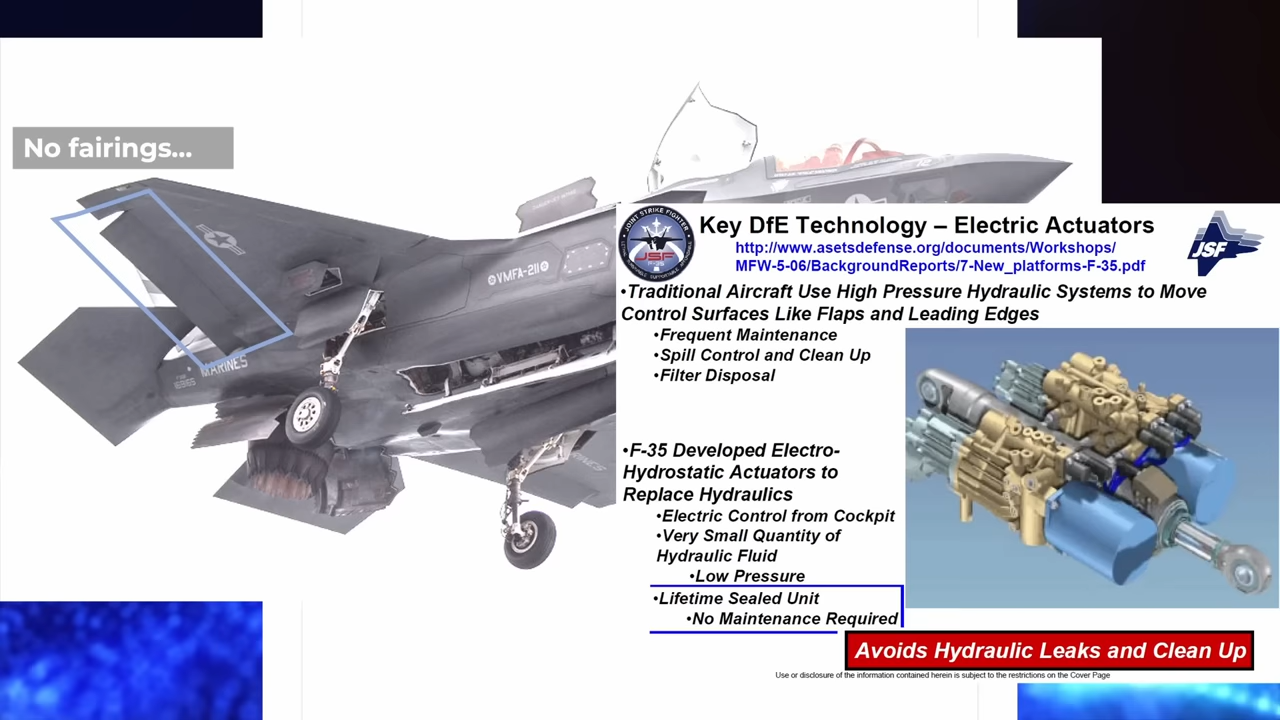 No fairings...
VMFA-211
MARINES
JOINT STRIKE FIGHTER
JSF
F-35
Key DfE Technology – Electric Actuators
http://www.asetsdefense.org/documents/Workshops/
MFW-5-06/BackgroundReports/7-New_platforms-F-35.pdf
JSF
•Traditional Aircraft Use High Pressure Hydraulic Systems to Move
Control Surfaces Like Flaps and Leading Edges
•Frequent Maintenance
•Spill Control and Clean Up
•Filter Disposal
•F-35 Developed Electro-
Hydrostatic Actuators to
Replace Hydraulics
•Electric Control from Cockpit
•Very Small Quantity of
Hydraulic Fluid
•Low Pressure
•Lifetime Sealed Unit
•No Maintenance Required
Avoids Hydraulic Leaks and Clean Up
Use or disclosure of the information contained herein is subject to the restrictions on the Cover Page